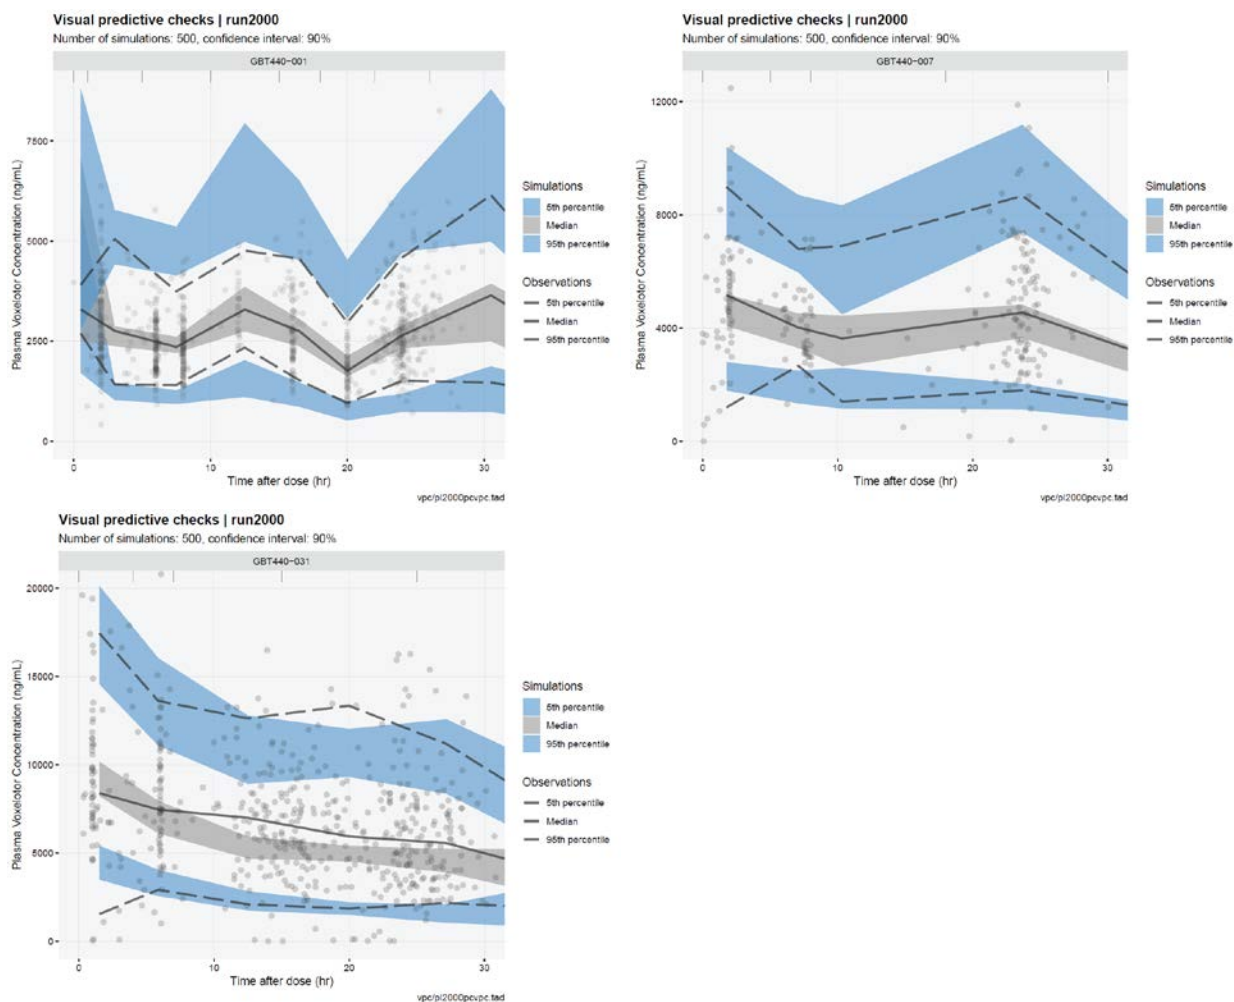 Visual predictive checks | run2000
Number of simulations: 500, confidence interval: 90%
GBT440-001
Plasma Voxelotor Concentration (ng/mL)
7500
5000
2500
0
0 10 20 30
Time after dose (hr)
Simulations
5th percentile
Median
95th percentile
Observations
5th percentile
Median
95th percentile
vpc/pl2000pcvpc.tad
Visual predictive checks | run2000
Number of simulations: 500, confidence interval: 90%
GBT440-007
Plasma Voxelotor Concentration (ng/mL)
12000
8000
4000
0
0 10 20 30
Time after dose (hr)
Simulations
5th percentile
Median
95th percentile
Observations
5th percentile
Median
95th percentile
vpc/pl2000pcvpc.tad
Visual predictive checks | run2000
Number of simulations: 500, confidence interval: 90%
GBT440-031
Plasma Voxelotor Concentration (ng/mL)
20000
15000
10000
5000
0
0 10 20 30
Time after dose (hr)
Simulations
5th percentile
Median
95th percentile
Observations
5th percentile
Median
95th percentile
vpc/pl2000pcvpc.tad